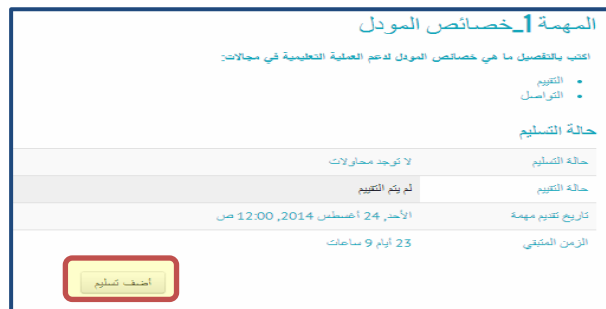 المهمة 1_خصائص المودل
اكتب بالتفصيل ما هي خصائص المودل لدعم العملية التعليمية في مجالات:
• التقييم
• التواصل
حالة التسليم
حالة التسليم لا توجد محاولات
حالة التقييم لم يتم التقييم
تاريخ تقديم مهمة الأحد, 24 أغسطس 2014, 12:00 ص
الزمن المتبقي 23 أيام 9 ساعات
أضف تسليم